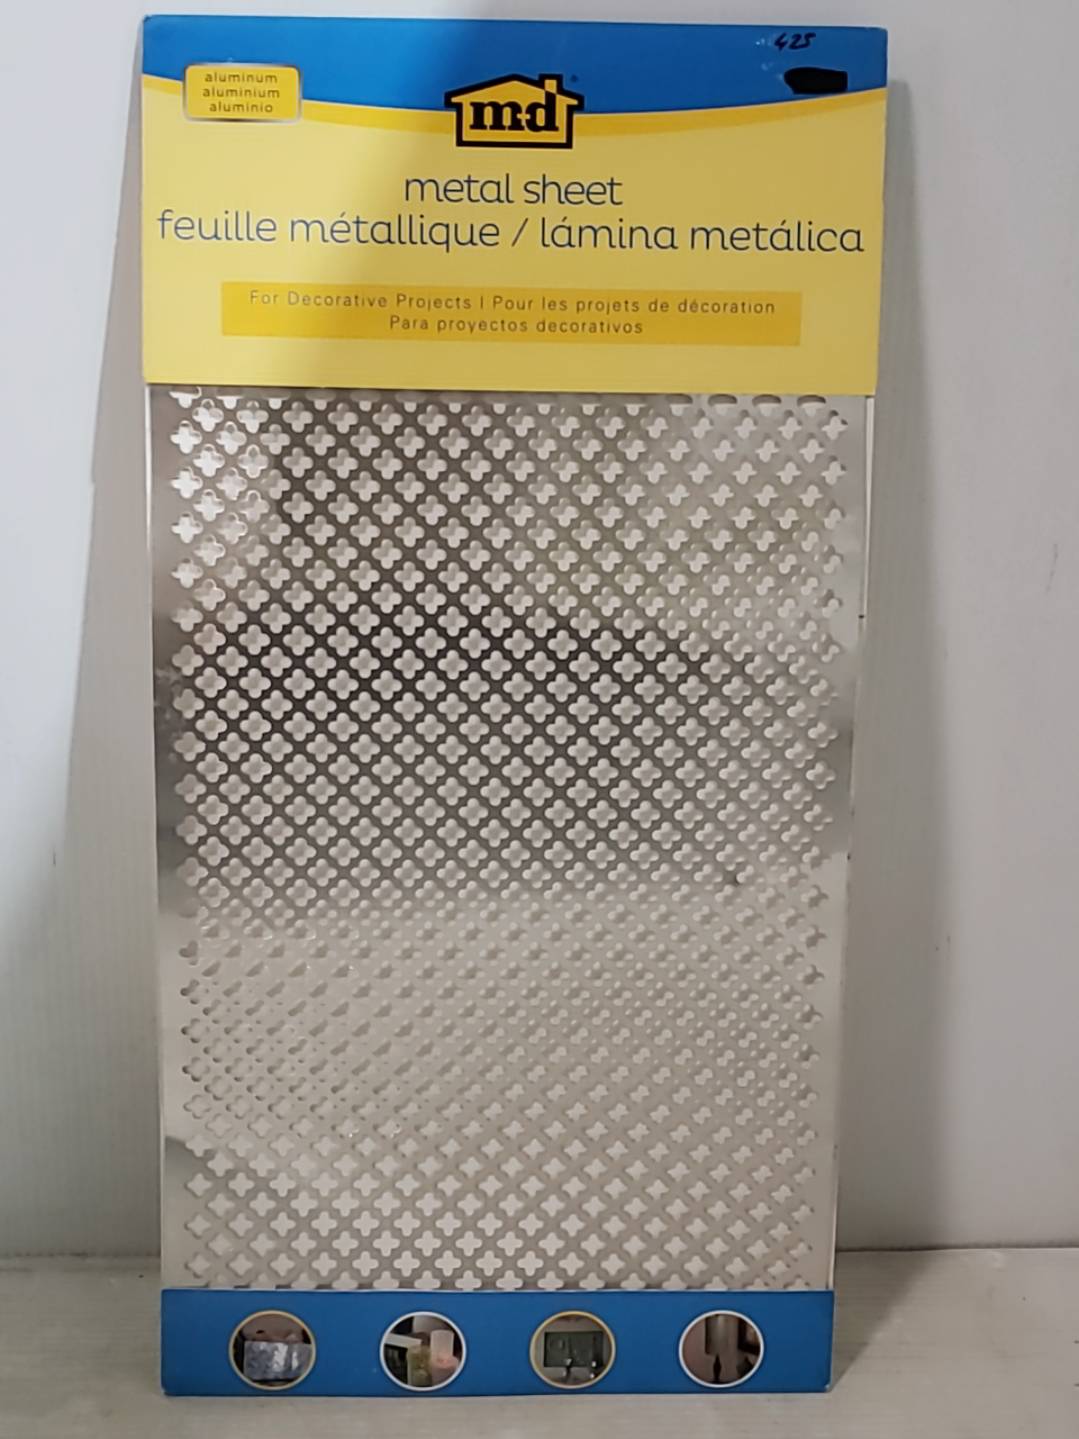 425
aluminum
aluminium
aluminio
m-d
metal sheet
feuille métallique / lámina metálica
For Decorative Projects | Pour les projets de décoration
Para proyectos decorativos